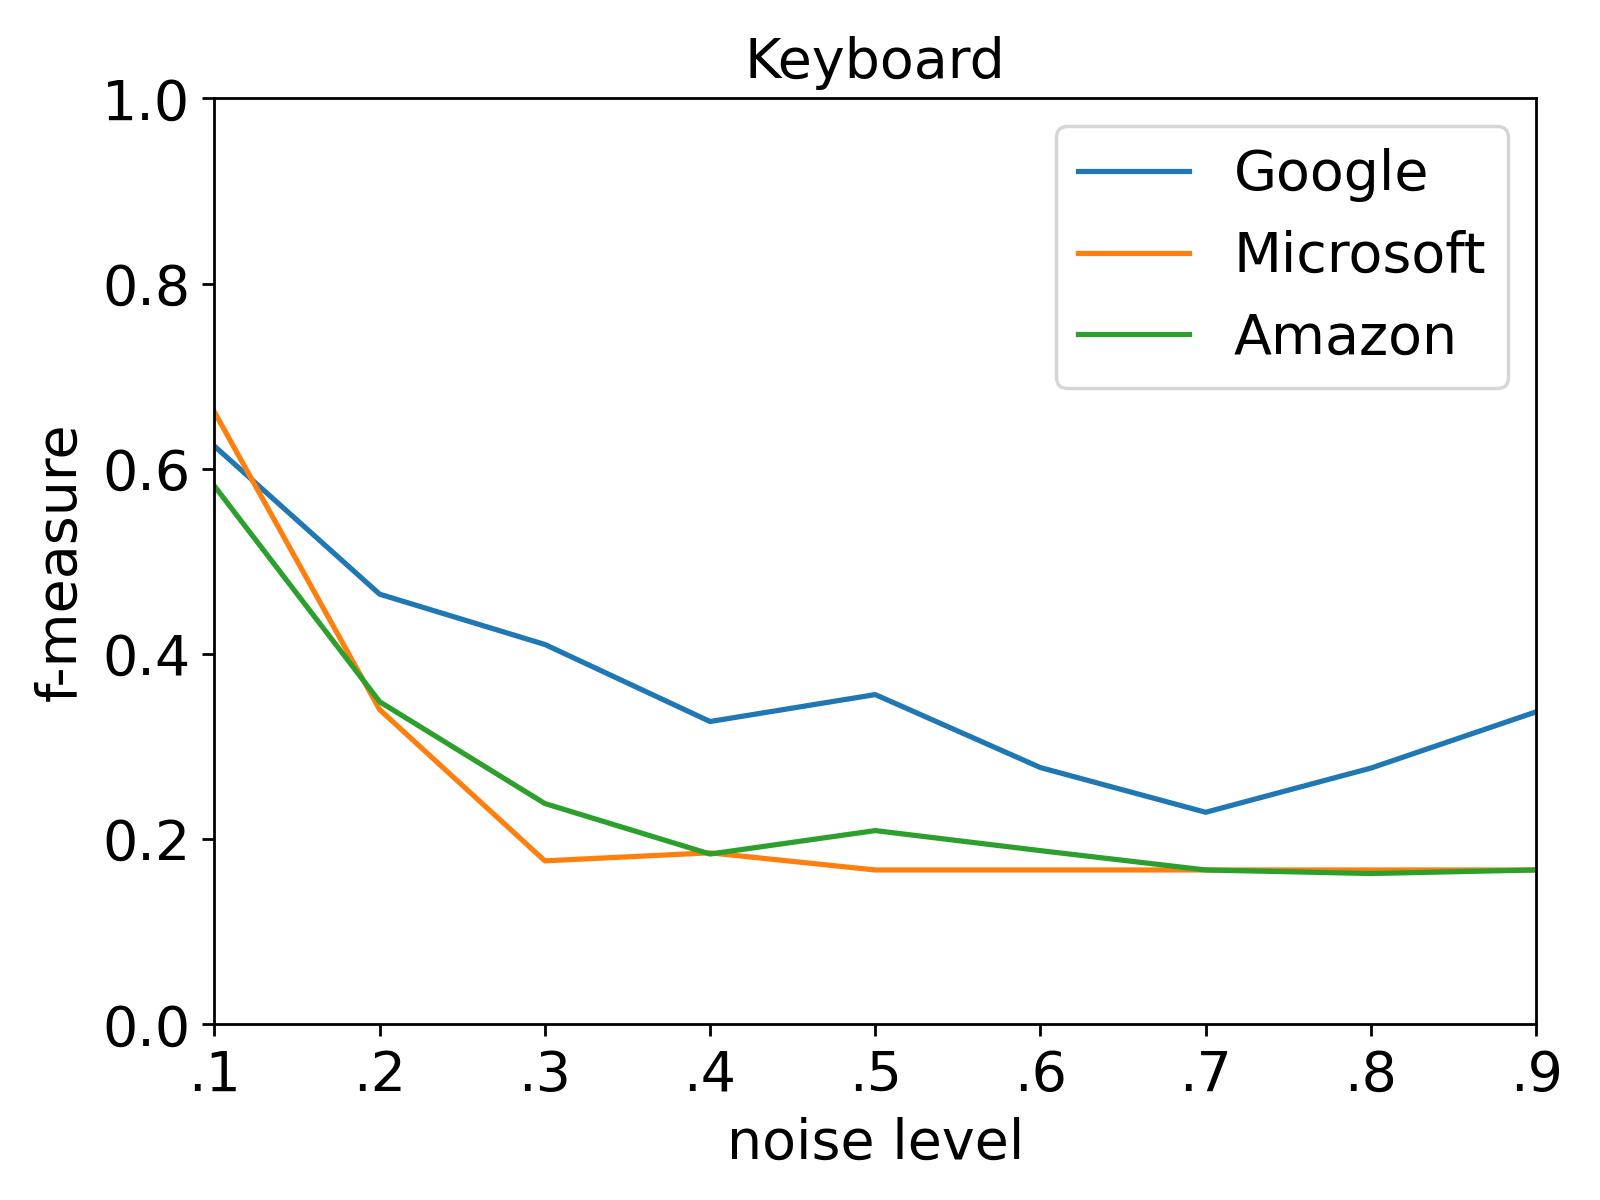 Keyboard
1.0
0.8
0.6
0.4
0.2
0.0
f-measure
Google
Microsoft
Amazon
.1 .2 .3 .4 .5 .6 .7 .8 .9
noise level